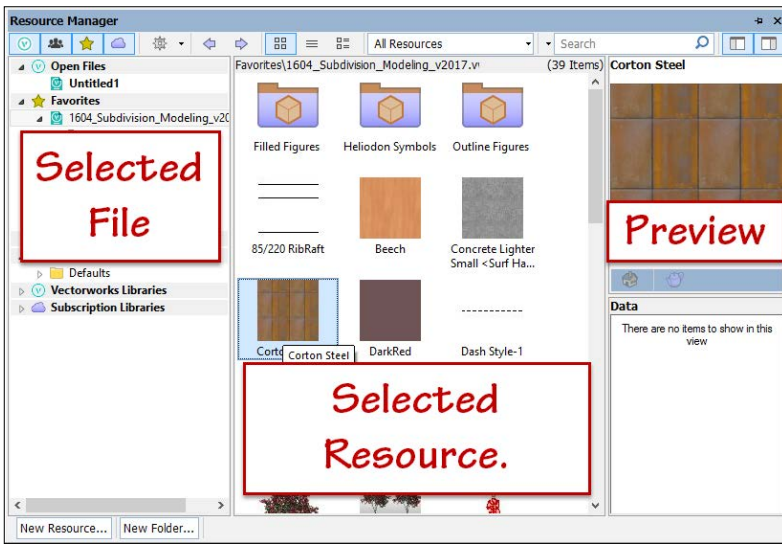 Resource Manager
All Resources
Search
Open Files
Untitled1
Favorites
1604_Subdivision_Modeling_v20
Selected
File
Defaults
Vectorworks Libraries
Subscription Libraries
Favorites\1604_Subdivision_Modeling_v2017.v
(39 Items)
Filled Figures
Heliodon Symbols
Outline Figures
85/220 RibRaft
Beech
Concrete Lighter
Small <Surf Ha...
Corton Steel
DarkRed
Dash Style-1
Selected
Resource.
Corton Steel
Preview
Data
There are no items to show in this
view
New Resource...
New Folder...